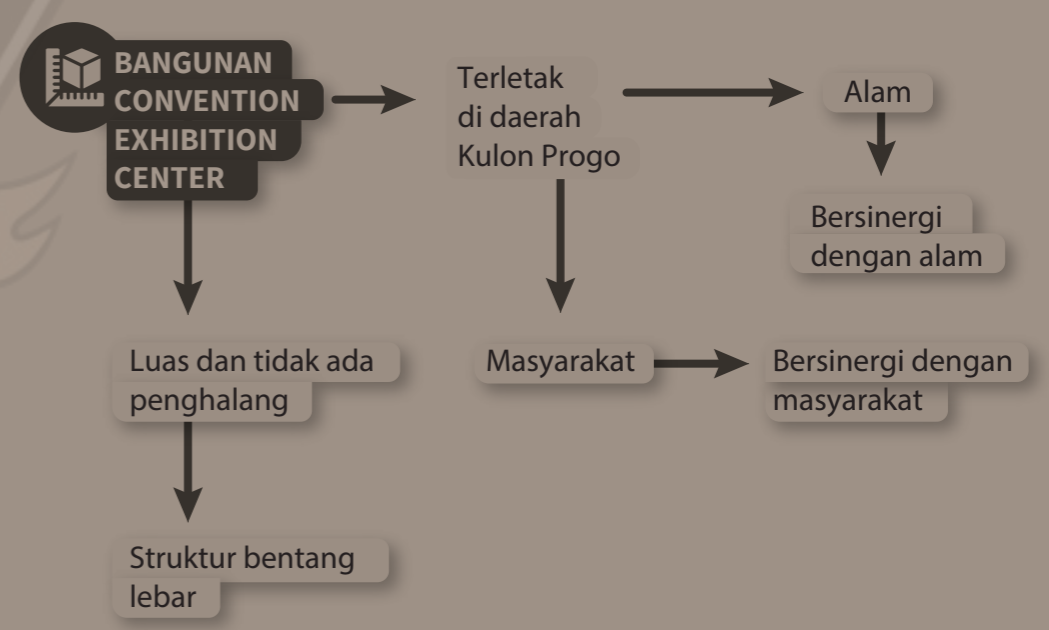 BANGUNAN
CONVENTION
EXHIBITION
CENTER
Terletak
di daerah
Kulon Progo
Alam
Bersinergi
dengan alam
Luas dan tidak ada
penghalang
Masyarakat
Bersinergi dengan
masyarakat
Struktur bentang
lebar